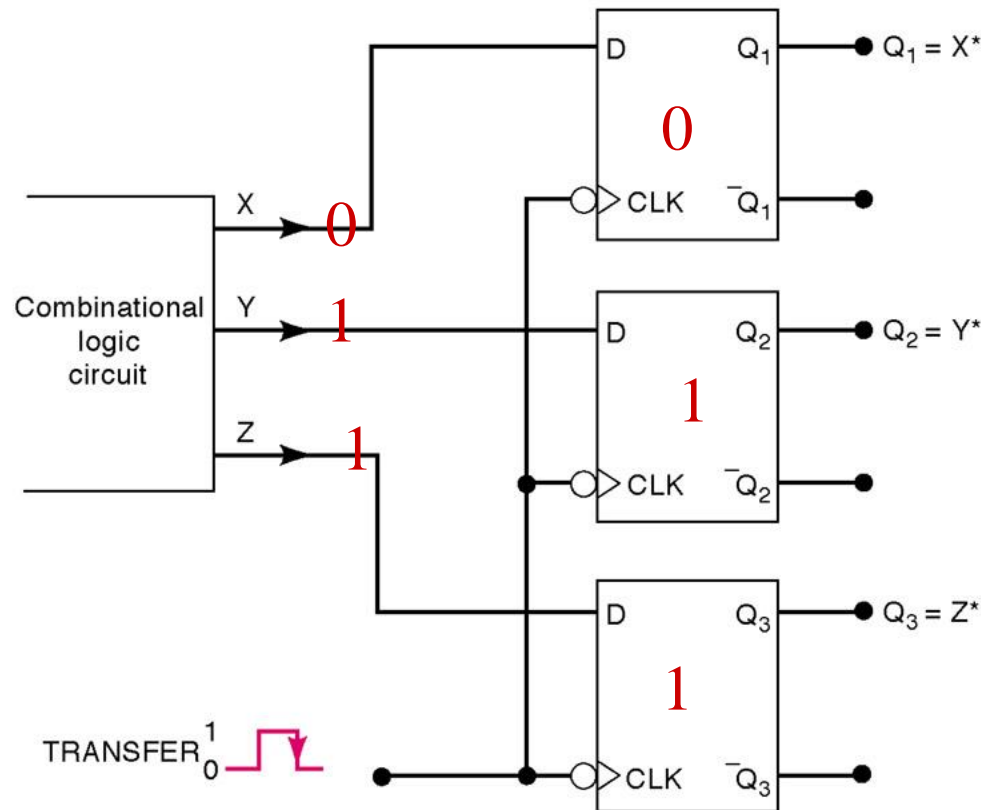 D Q₁ Q₁ = X*
0
CLK ‾Q₁
X 0
Combinational
logic
circuit
Y 1 D Q₂ Q₂ = Y*
1
Z 1
CLK ‾Q₂
D Q₃ Q₃ = Z*
1
TRANSFER 1
0
CLK ‾Q₃